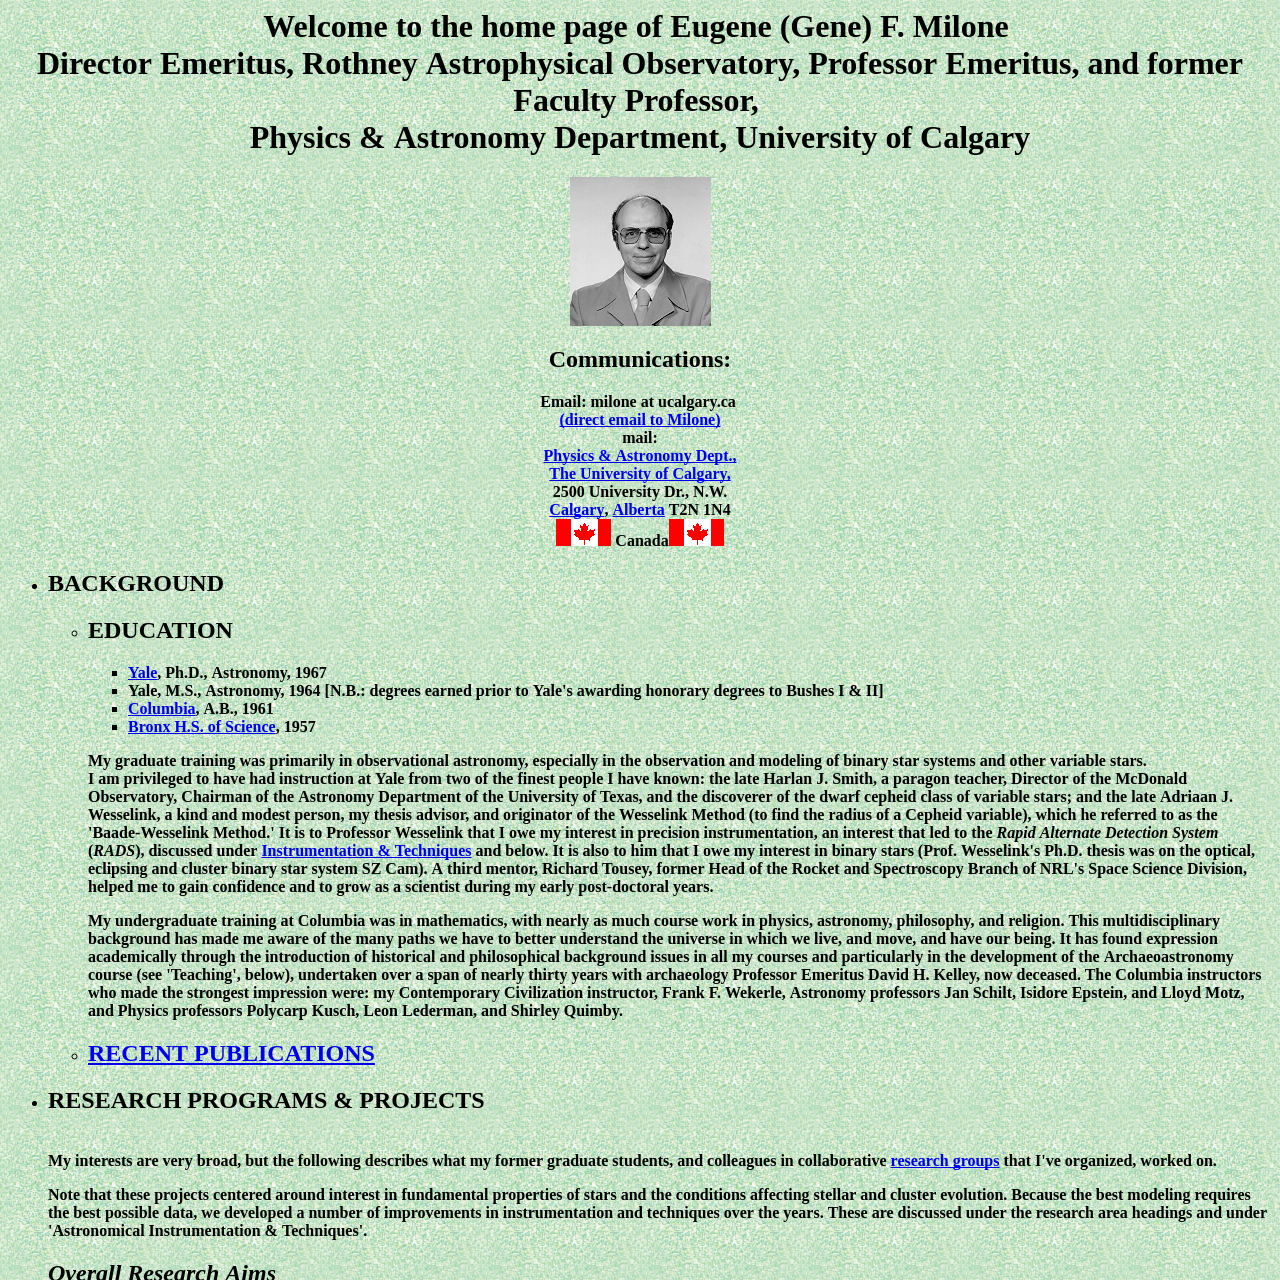 Welcome to the home page of Eugene (Gene) F. Milone
Director Emeritus, Rothney Astrophysical Observatory, Professor Emeritus, and former
Faculty Professor,
Physics & Astronomy Department, University of Calgary
Communications:
Email: milone at ucalgary.ca
(direct email to Milone)
mail:
Physics & Astronomy Dept.,
The University of Calgary,
2500 University Dr., N.W.
Calgary, Alberta T2N 1N4
Canada
BACKGROUND
EDUCATION
Yale, Ph.D., Astronomy, 1967
Yale, M.S., Astronomy, 1964 [N.B.: degrees earned prior to Yale's awarding honorary degrees to Bushes I & II]
Columbia, A.B., 1961
Bronx H.S. of Science, 1957
My graduate training was primarily in observational astronomy, especially in the observation and modeling of binary star systems and other variable stars.
I am privileged to have had instruction at Yale from two of the finest people I have known: the late Harlan J. Smith, a paragon teacher, Director of the McDonald
Observatory, Chairman of the Astronomy Department of the University of Texas, and the discoverer of the dwarf cepheid class of variable stars; and the late Adriaan J.
Wesselink, a kind and modest person, my thesis advisor, and originator of the Wesselink Method (to find the radius of a Cepheid variable), which he referred to as the
'Baade-Wesselink Method.' It is to Professor Wesselink that I owe my interest in precision instrumentation, an interest that led to the Rapid Alternate Detection System
(RADS), discussed under Instrumentation & Techniques and below. It is also to him that I owe my interest in binary stars (Prof. Wesselink's Ph.D. thesis was on the optical,
eclipsing and cluster binary star system SZ Cam). A third mentor, Richard Tousey, former Head of the Rocket and Spectroscopy Branch of NRL's Space Science Division,
helped me to gain confidence and to grow as a scientist during my early post-doctoral years.
My undergraduate training at Columbia was in mathematics, with nearly as much course work in physics, astronomy, philosophy, and religion. This multidisciplinary
background has made me aware of the many paths we have to better understand the universe in which we live, and move, and have our being. It has found expression
academically through the introduction of historical and philosophical background issues in all my courses and particularly in the development of the Archaeoastronomy
course (see 'Teaching', below), undertaken over a span of nearly thirty years with archaeology Professor Emeritus David H. Kelley, now deceased. The Columbia instructors
who made the strongest impression were: my Contemporary Civilization instructor, Frank F. Wekerle, Astronomy professors Jan Schilt, Isidore Epstein, and Lloyd Motz,
and Physics professors Polycarp Kusch, Leon Lederman, and Shirley Quimby.
RECENT PUBLICATIONS
RESEARCH PROGRAMS & PROJECTS
My interests are very broad, but the following describes what my former graduate students, and colleagues in collaborative research groups that I've organized, worked on.
Note that these projects centered around interest in fundamental properties of stars and the conditions affecting stellar and cluster evolution. Because the best modeling requires
the best possible data, we developed a number of improvements in instrumentation and techniques over the years. These are discussed under the research area headings and under
'Astronomical Instrumentation & Techniques'.
Overall Research Aims